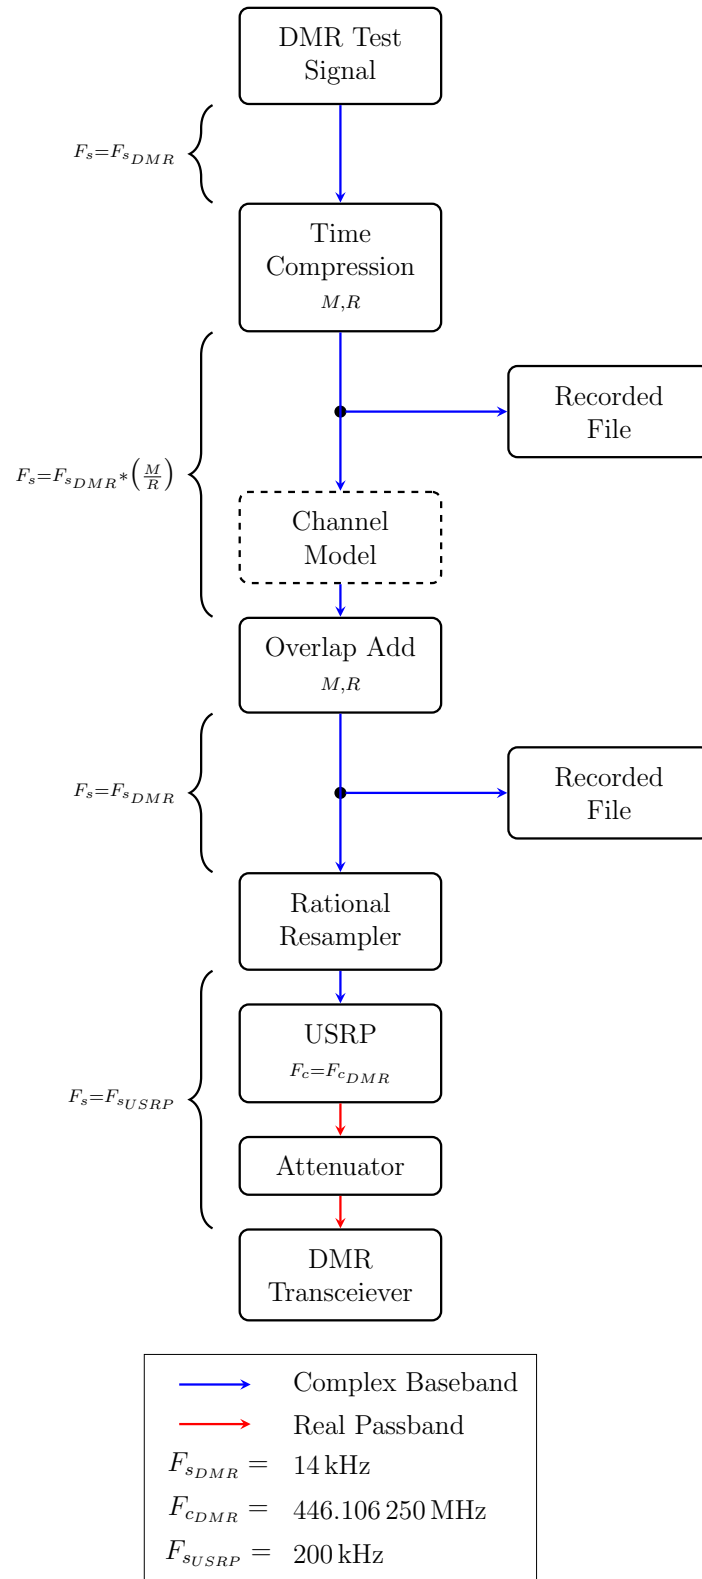 DMR Test
Signal
F_s=F_{s_{DMR}}
Time
Compression
M,R
Recorded
File
F_s=F_{s_{DMR}}*(M/R)
Channel
Model
Overlap Add
M,R
F_s=F_{s_{DMR}}
Recorded
File
Rational
Resampler
USRP
F_c=F_{c_{DMR}}
F_s=F_{s_{USRP}}
Attenuator
DMR
Transceiever
Complex Baseband
Real Passband
F_{s_{DMR}} = 14 kHz
F_{c_{DMR}} = 446.106 250 MHz
F_{s_{USRP}} = 200 kHz